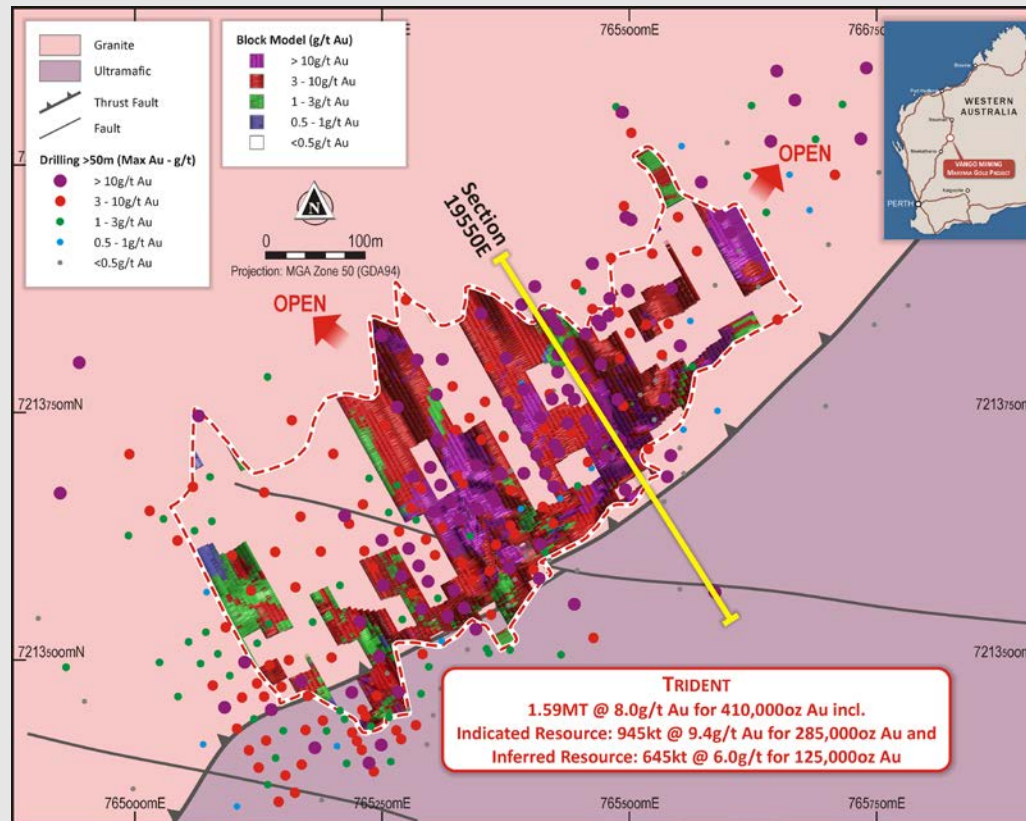 Granite
Ultramafic
Thrust Fault
Fault
Drilling >50m (Max Au - g/t)
> 10g/t Au
3 - 10g/t Au
1 - 3g/t Au
0.5 - 1g/t Au
<0.5g/t Au
Block Model (g/t Au)
> 10g/t Au
3 - 10g/t Au
1 - 3g/t Au
0.5 - 1g/t Au
<0.5g/t Au
N
0 100m
Projection: MGA Zone 50 (GDA94)
765500mE
WESTERN
AUSTRALIA
VANGO MINING
MARYMIA GOLD PROJECT
PERTH
OPEN
OPEN
Section
19550E
7213750mN
7213750mN
TRIDENT
1.59MT @ 8.0g/t Au for 410,000oz Au incl.
Indicated Resource: 945kt @ 9.4g/t Au for 285,000oz Au and
Inferred Resource: 645kt @ 6.0g/t for 125,000oz Au
7213500mN
765000mE
765250mE
765500mE
765750mE